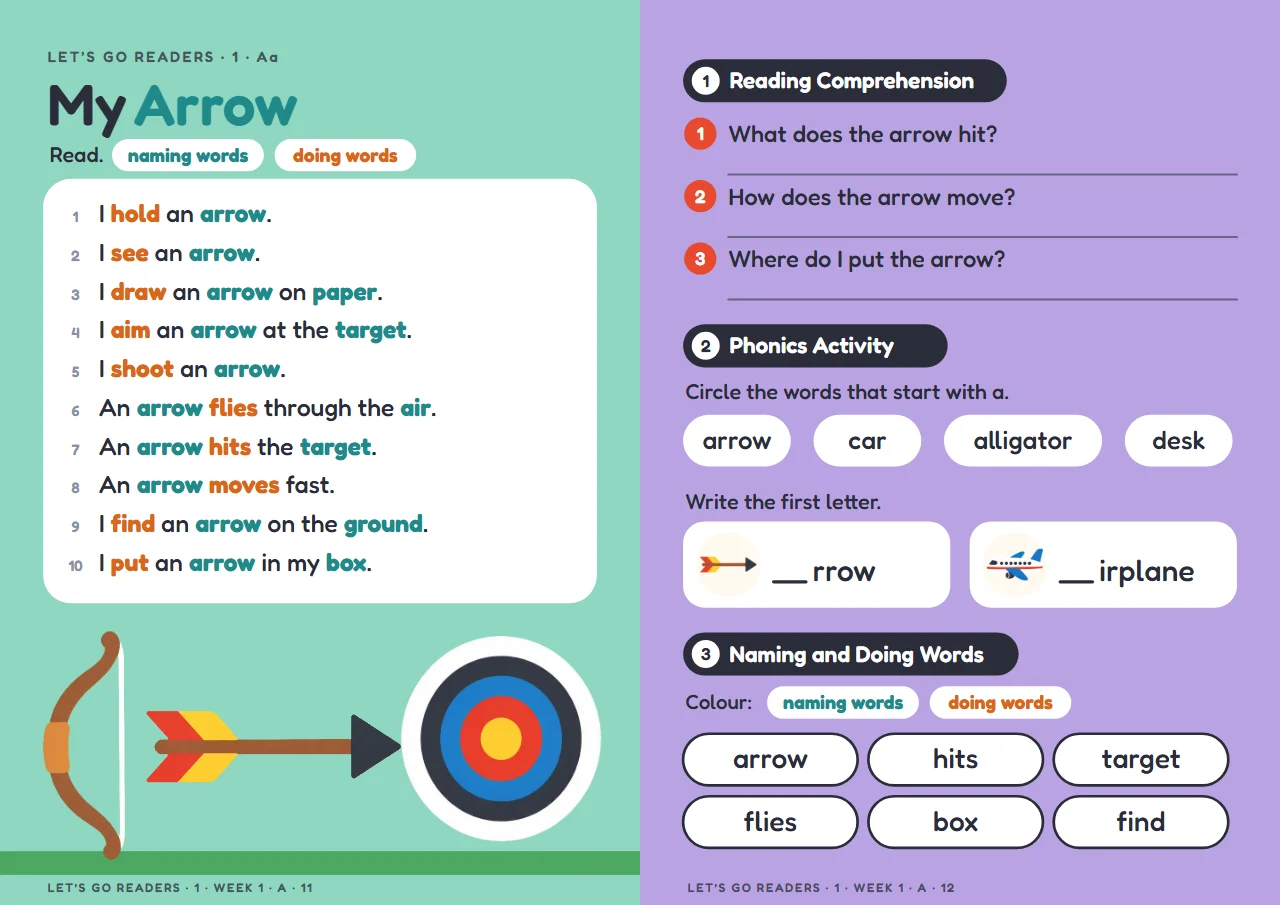 LET'S GO READERS · 1 · Aa
My Arrow
Read. naming words doing words
1 I hold an arrow.
2 I see an arrow.
3 I draw an arrow on paper.
4 I aim an arrow at the target.
5 I shoot an arrow.
6 An arrow flies through the air.
7 An arrow hits the target.
8 An arrow moves fast.
9 I find an arrow on the ground.
10 I put an arrow in my box.
LET'S GO READERS · 1 · WEEK 1 · A · 11
1 Reading Comprehension
1 What does the arrow hit?
2 How does the arrow move?
3 Where do I put the arrow?
2 Phonics Activity
Circle the words that start with a.
arrow car alligator desk
Write the first letter.
__rrow __irplane
3 Naming and Doing Words
Colour: naming words doing words
arrow hits target
flies box find
LET'S GO READERS · 1 · WEEK 1 · A · 12